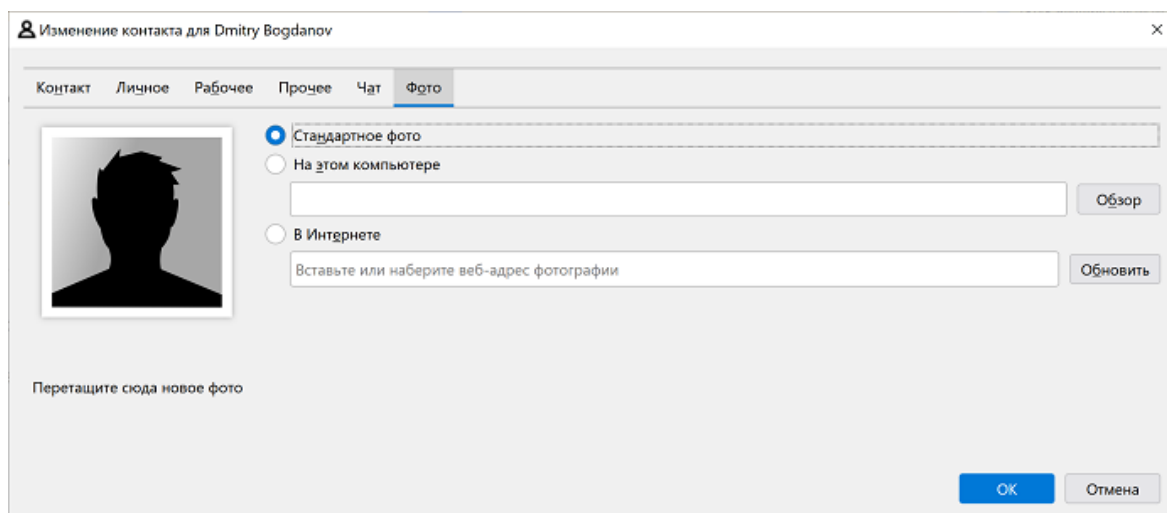 Изменение контакта для Dmitry Bogdanov
Контакт Личное Рабочее Прочее Чат Фото
Стандартное фото
На этом компьютере
Обзор
В Интернете
Вставьте или наберите веб-адрес фотографии Обновить
Перетащите сюда новое фото
ОК Отмена